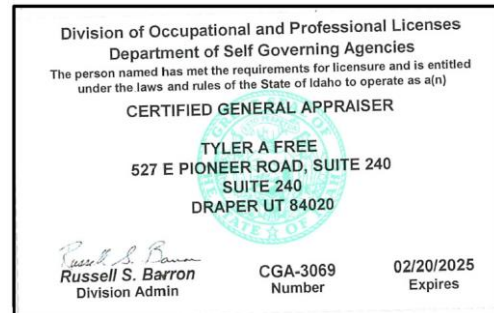 Division of Occupational and Professional Licenses
Department of Self Governing Agencies
The person named has met the requirements for licensure and is entitled
under the laws and rules of the State of Idaho to operate as a(n)
CERTIFIED GENERAL APPRAISER
TYLER A FREE
527 E PIONEER ROAD, SUITE 240
SUITE 240
DRAPER UT 84020
Russell S. Barron
Russell S. Barron CGA-3069 02/20/2025
Division Admin Number Expires